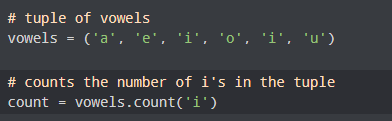 # tuple of vowels
vowels = ('a', 'e', 'i', 'o', 'i', 'u')
# counts the number of i's in the tuple
count = vowels.count('i')